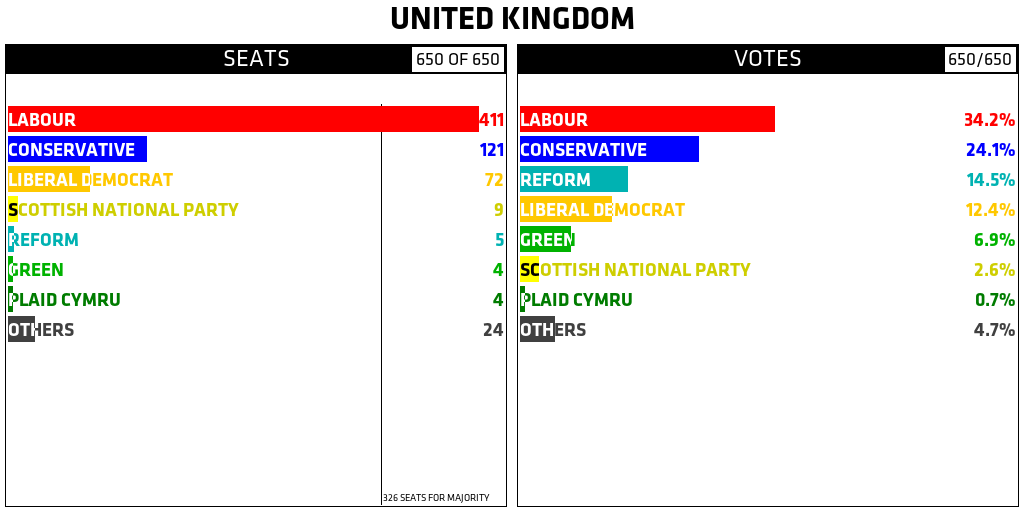 UNITED KINGDOM
SEATS 650 OF 650
LABOUR 411
CONSERVATIVE 121
LIBERAL DEMOCRAT 72
SCOTTISH NATIONAL PARTY 9
REFORM 5
GREEN 4
PLAID CYMRU 4
OTHERS 24
326 SEATS FOR MAJORITY
VOTES 650/650
LABOUR 34.2%
CONSERVATIVE 24.1%
REFORM 14.5%
LIBERAL DEMOCRAT 12.4%
GREEN 6.9%
SCOTTISH NATIONAL PARTY 2.6%
PLAID CYMRU 0.7%
OTHERS 4.7%